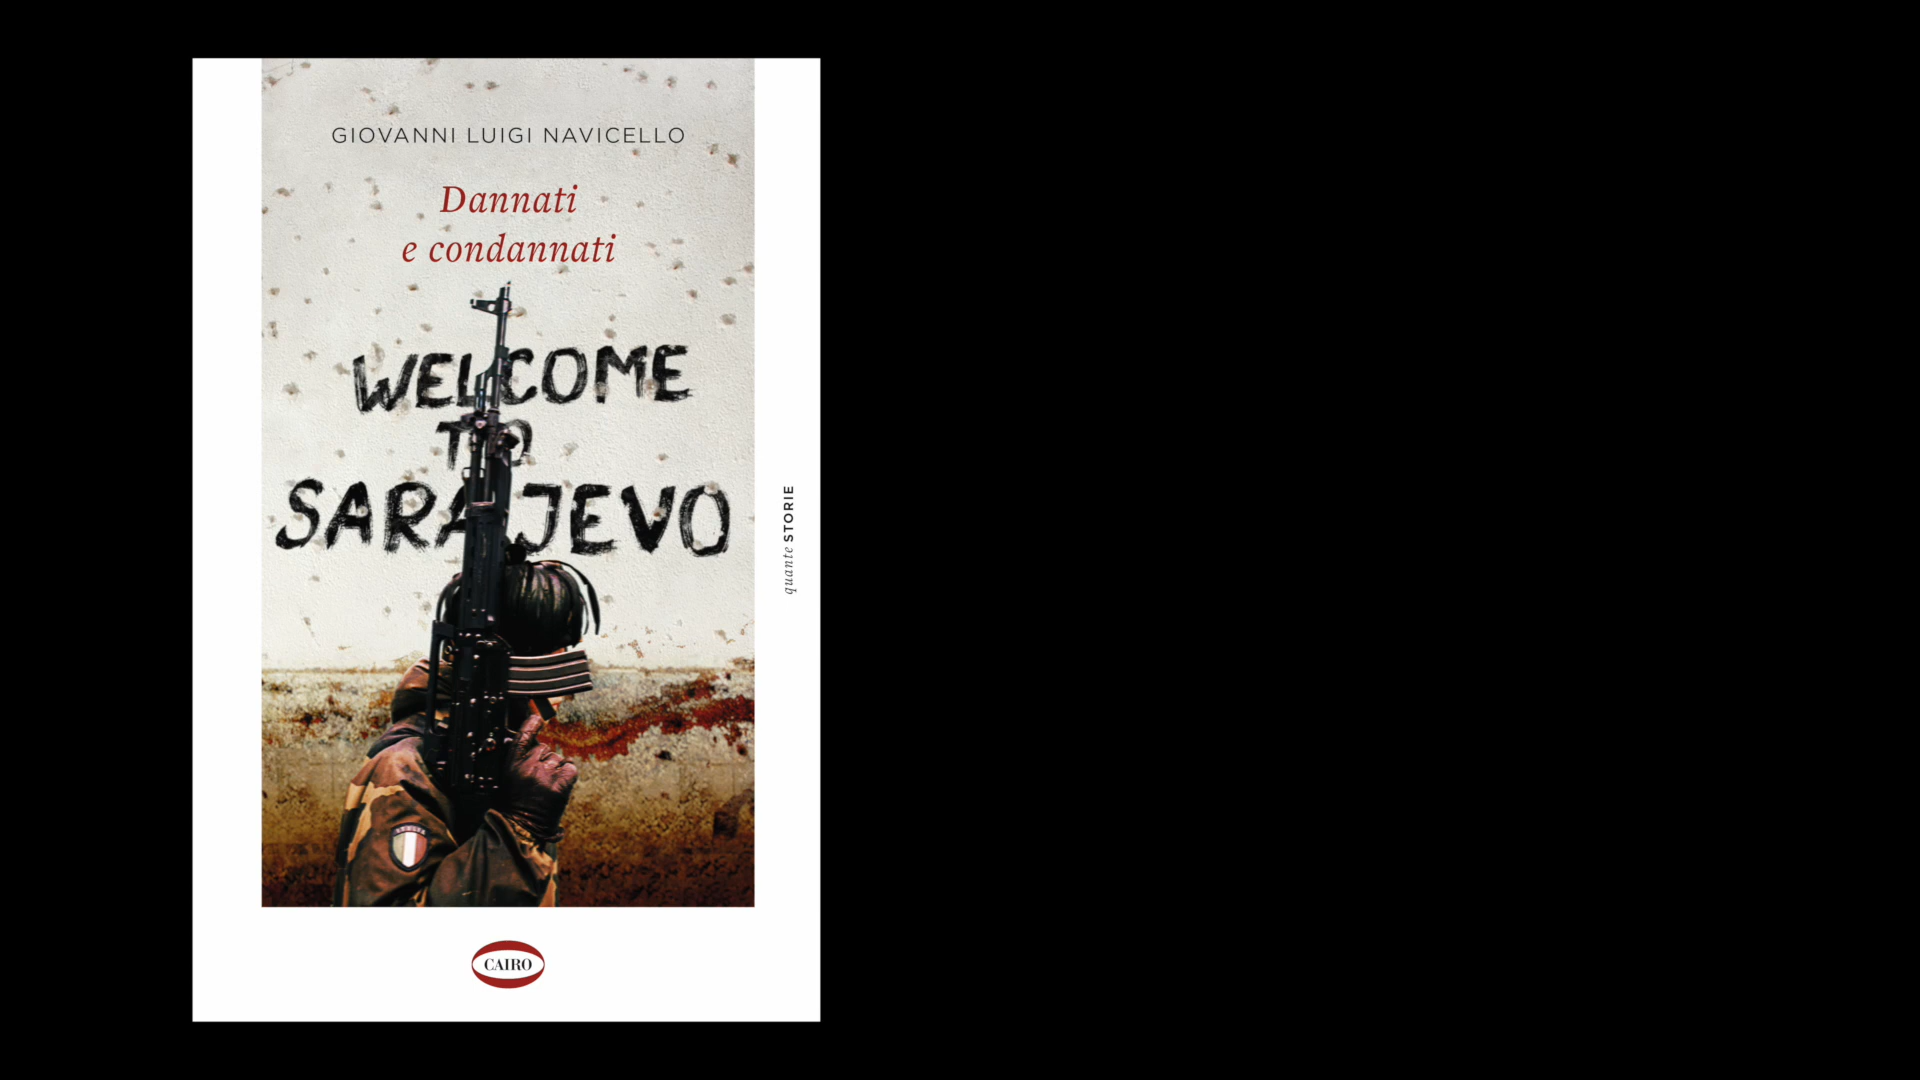 GIOVANNI LUIGI NAVICELLO
Dannati
e condannati
WELCOME
TO
SARAJEVO
quante STORIE
CAIRO